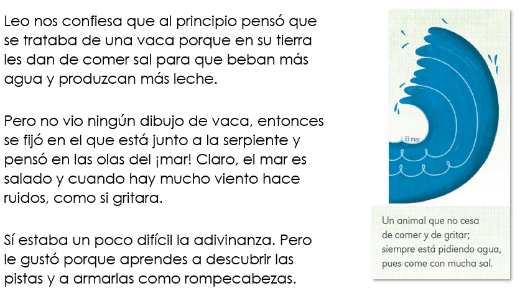 Leo nos confiesa que al principio pensó que
se trataba de una vaca porque en su tierra
les dan de comer sal para que beban más
agua y produzcan más leche.
Pero no vio ningún dibujo de vaca, entonces
se fijó en el que está junto a la serpiente y
pensó en las olas del ¡mar! Claro, el mar es
salado y cuando hay mucho viento hace
ruidos, como si gritara.
Sí estaba un poco difícil la adivinanza. Pero
le gustó porque aprendes a descubrir las
pistas y a armarlas como rompecabezas.
El mar
Un animal que no cesa
de comer y de gritar;
siempre está pidiendo agua,
pues come con mucha sal.